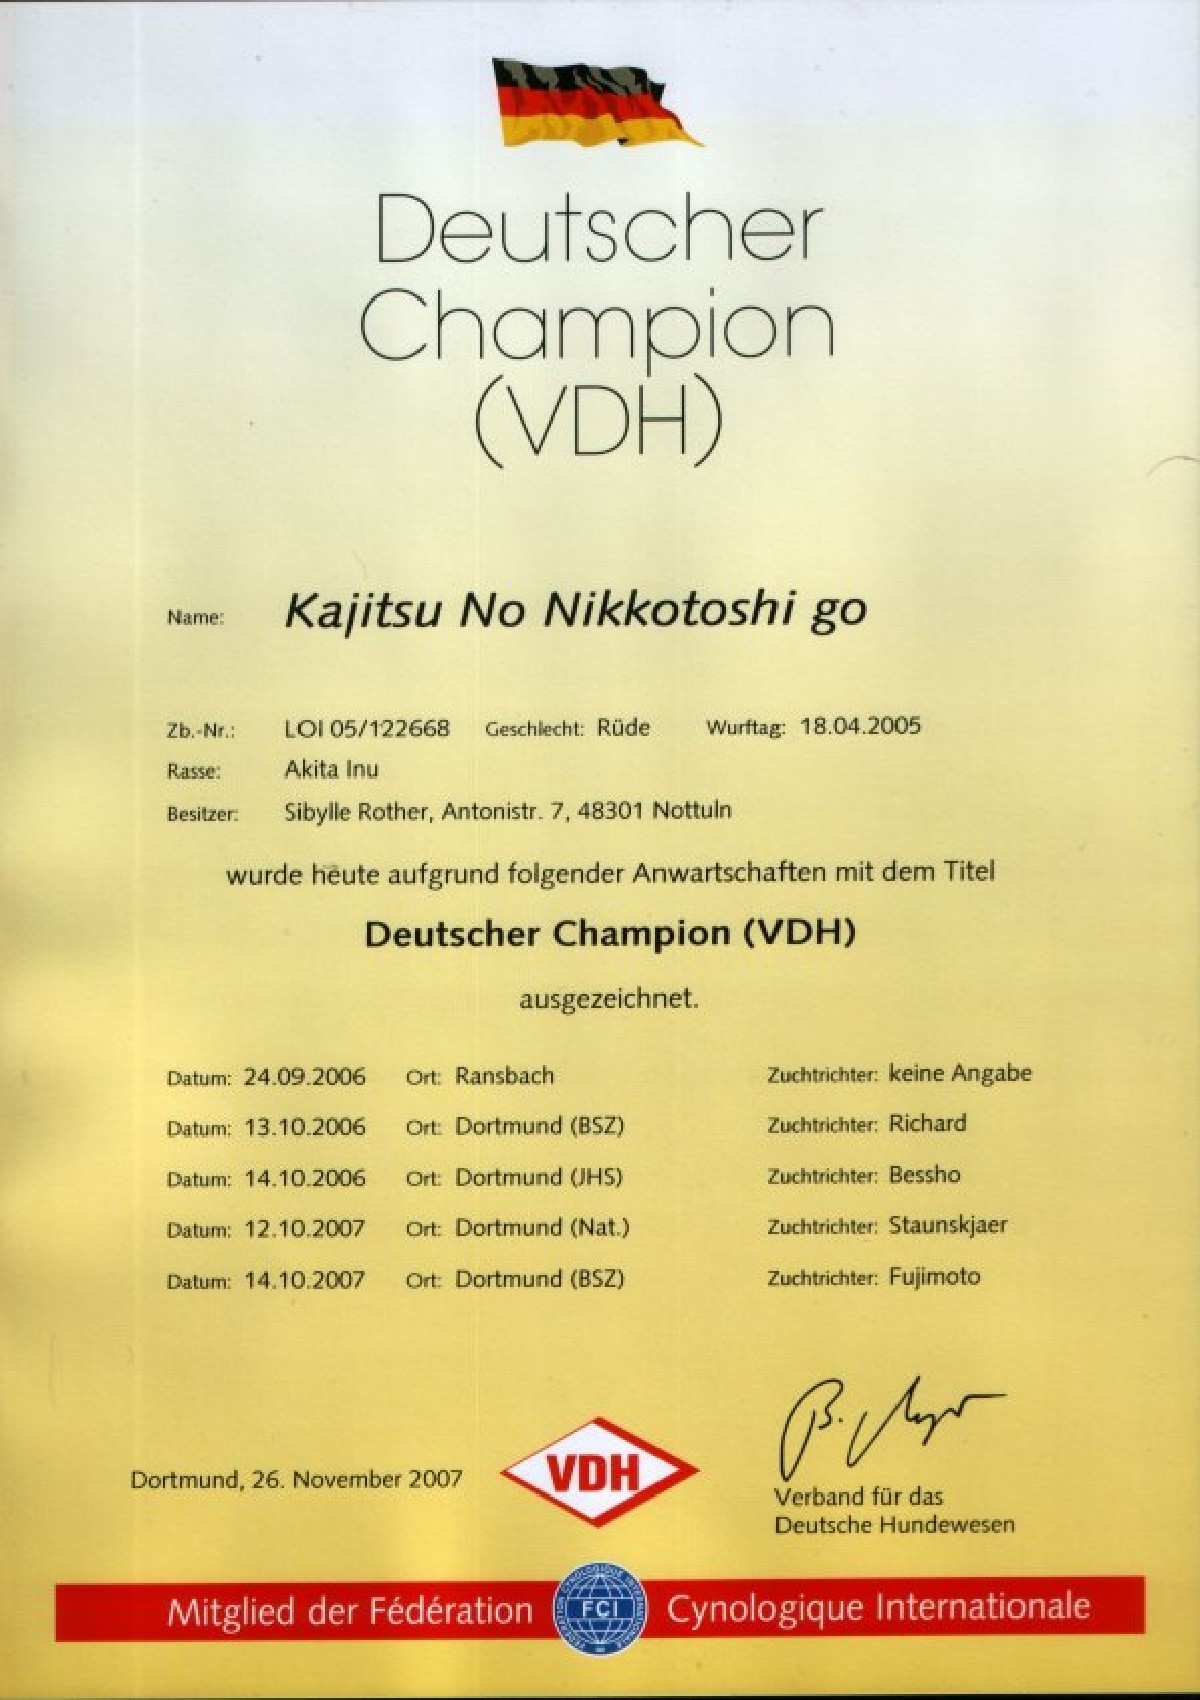 Deutscher
Champion
(VDH)
Name: Kajitsu No Nikkotoshi go
Zb.-Nr.: LOI 05/122668 Geschlecht: Rüde Wurftag: 18.04.2005
Rasse: Akita Inu
Besitzer: Sibylle Rother, Antonistr. 7, 48301 Nottuln
wurde heute aufgrund folgender Anwartschaften mit dem Titel
Deutscher Champion (VDH)
ausgezeichnet.
Datum: 24.09.2006 Ort: Ransbach Zuchtrichter: keine Angabe
Datum: 13.10.2006 Ort: Dortmund (BSZ) Zuchtrichter: Richard
Datum: 14.10.2006 Ort: Dortmund (JHS) Zuchtrichter: Bessho
Datum: 12.10.2007 Ort: Dortmund (Nat.) Zuchtrichter: Staunskjaer
Datum: 14.10.2007 Ort: Dortmund (BSZ) Zuchtrichter: Fujimoto
Dortmund, 26. November 2007
VDH
Verband für das
Deutsche Hundewesen
Mitglied der Fédération FCI Cynologique Internationale